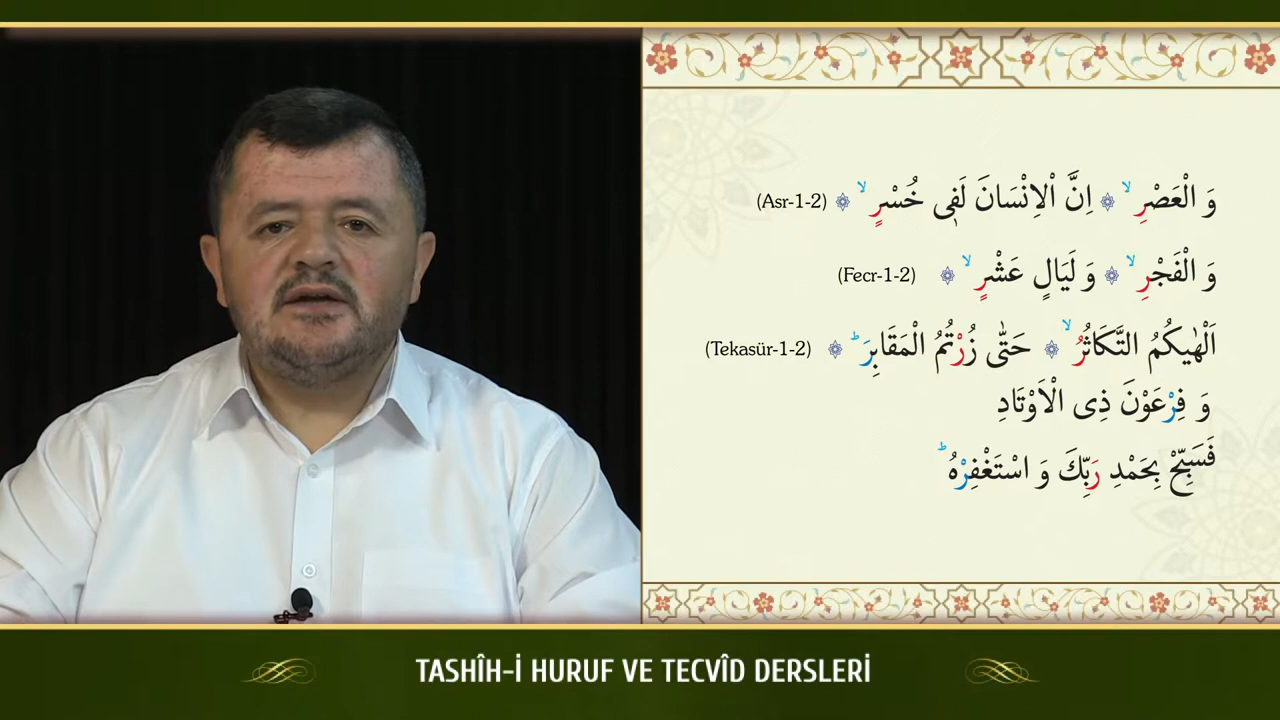 وَ الْعَصْرِ ۙ ۞ اِنَّ الْاِنْسَانَ لَف۪ى خُسْرٍ ۙ ۞ (Asr-1-2)
وَ الْفَجْرِ ۙ ۞ وَ لَيَالٍ عَشْرٍ ۙ ۞ (Fecr-1-2)
اَلْهٰيكُمُ التَّكَاثُرُ ۙ ۞ حَتّٰى زُرْتُمُ الْمَقَابِرَ ؕ ۞ (Tekasür-1-2)
وَ فِرْعَوْنَ ذِى الْاَوْتَادِ
فَسَبِّحْ بِحَمْدِ رَبِّكَ وَ اسْتَغْفِرْهُ ؕ
TASHÎH-İ HURUF VE TECVÎD DERSLERİ